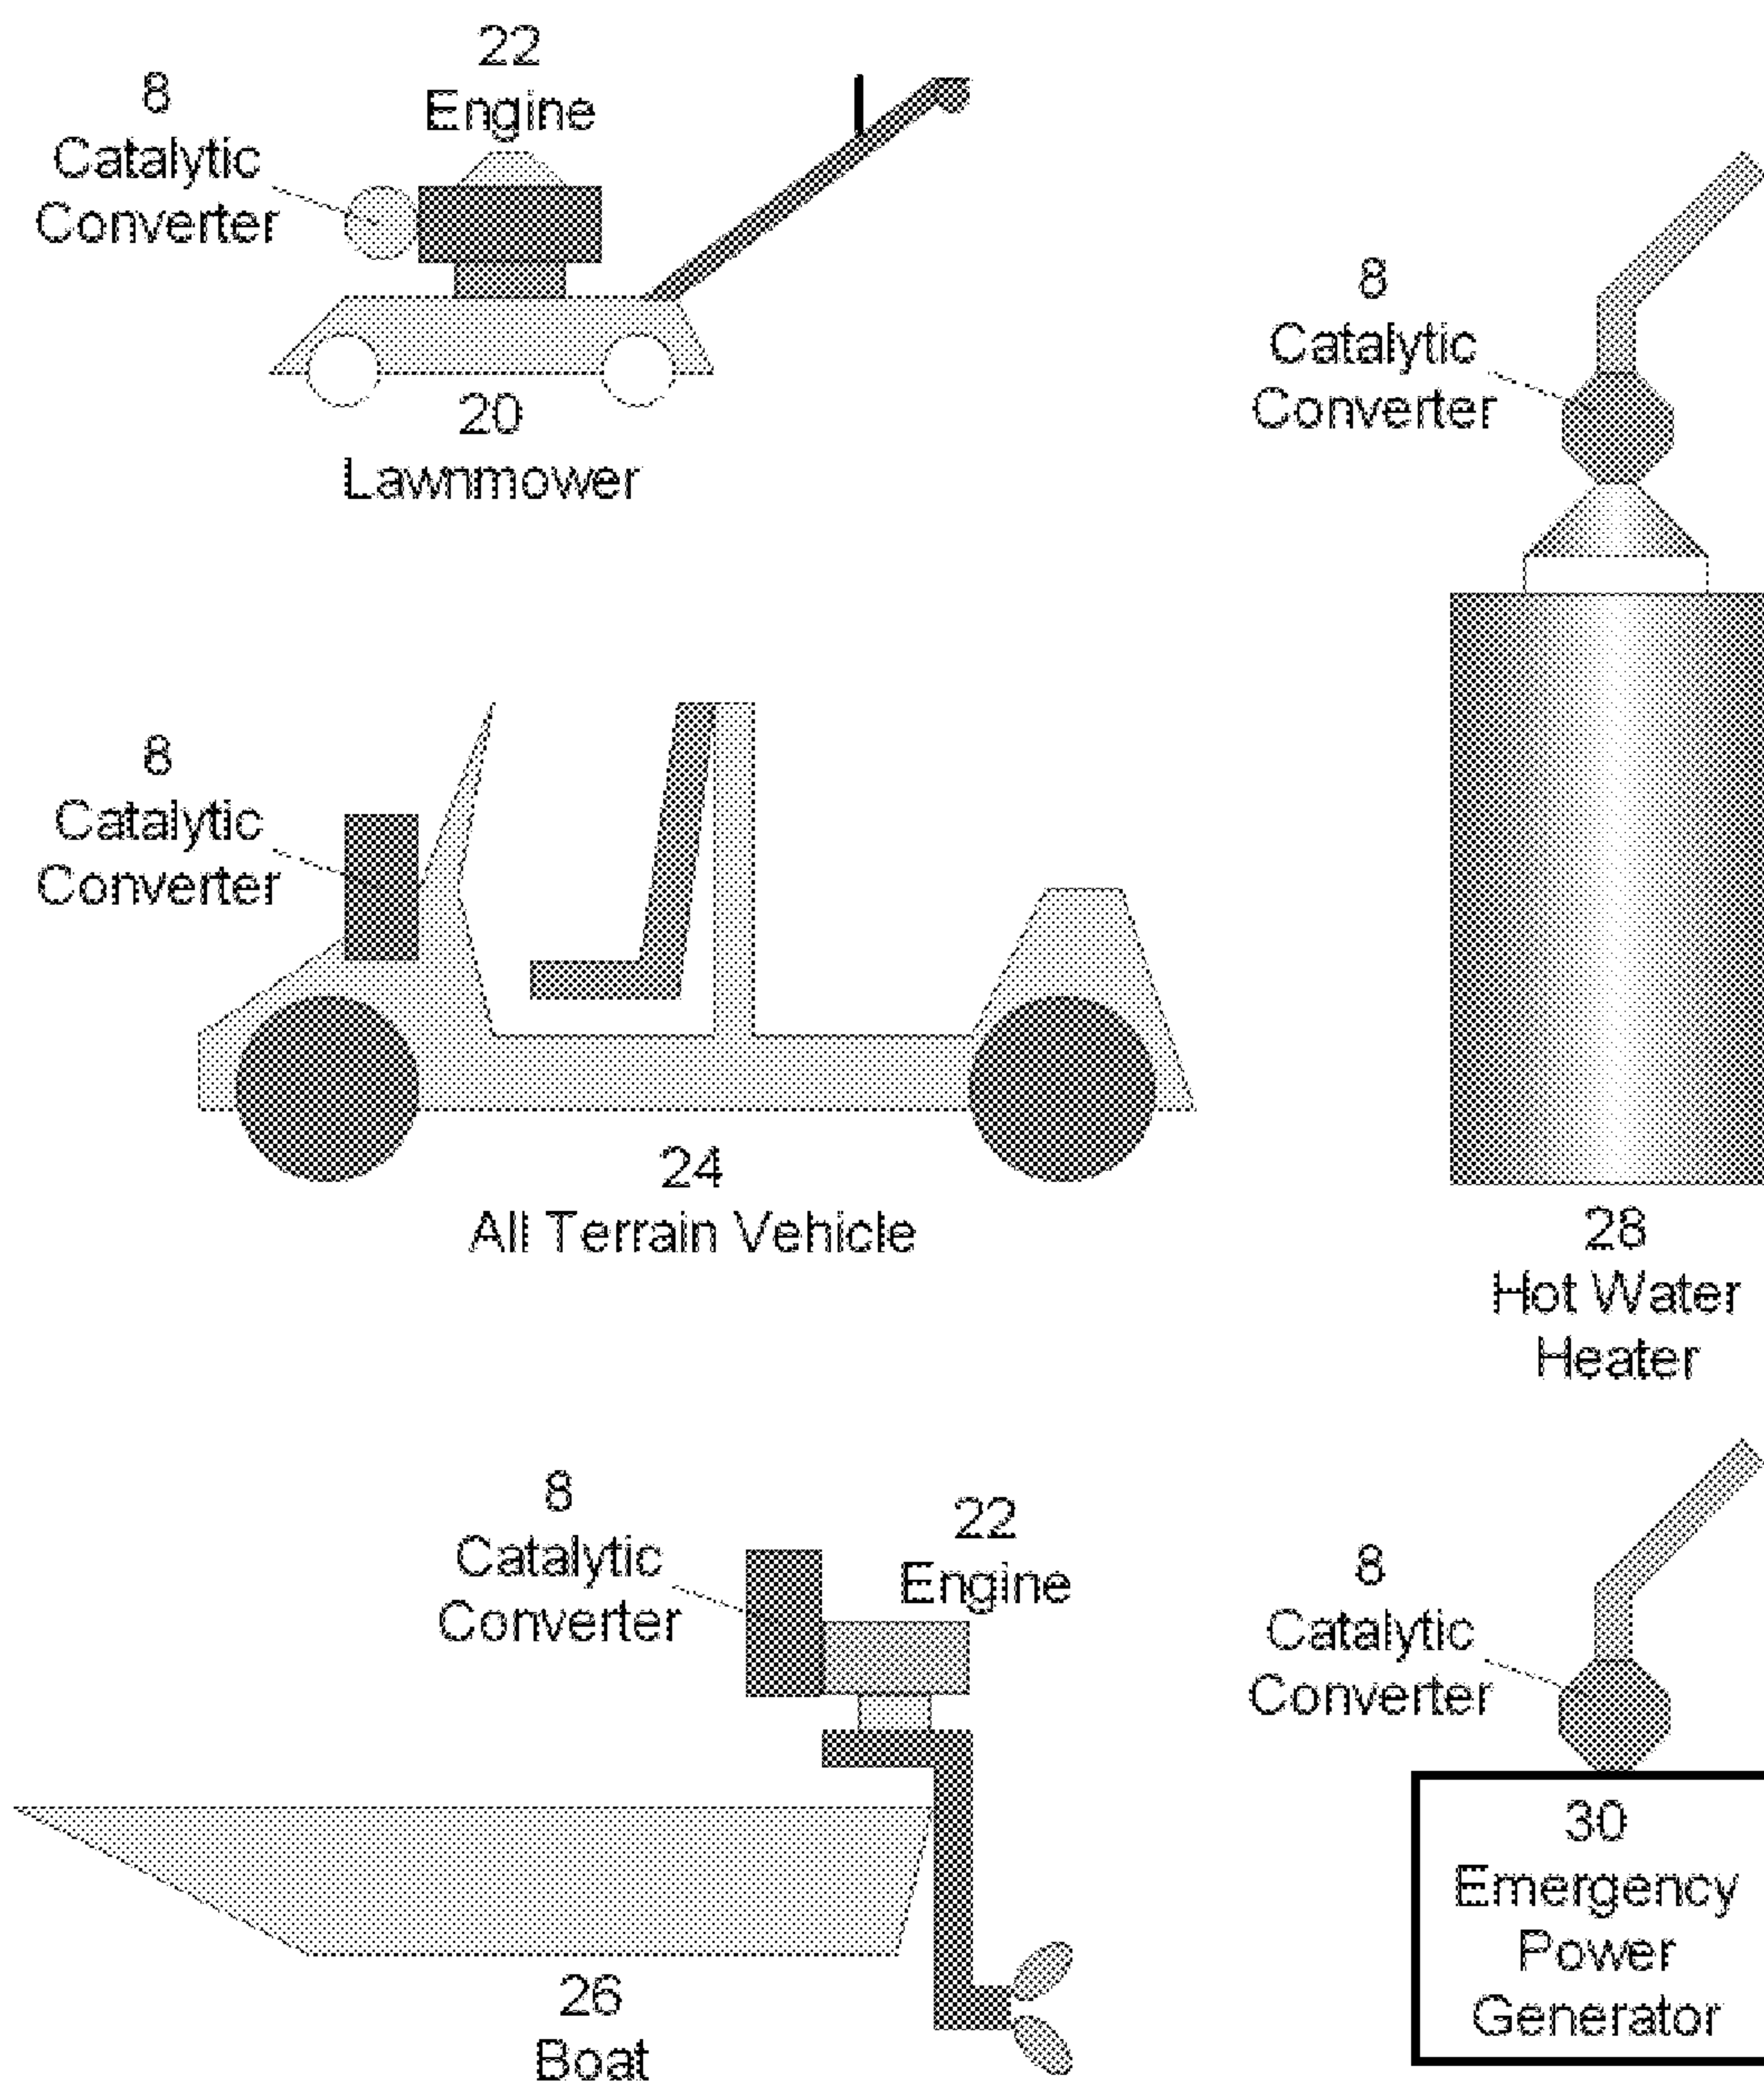 22
Engine
8
Catalytic
Converter
20
Lawnmower
8
Catalytic
Converter
8
Catalytic
Converter
24
All Terrain Vehicle
28
Hot Water
Heater
8
Catalytic
Converter
22
Engine
8
Catalytic
Converter
26
Boat
30
Emergency
Power
Generator